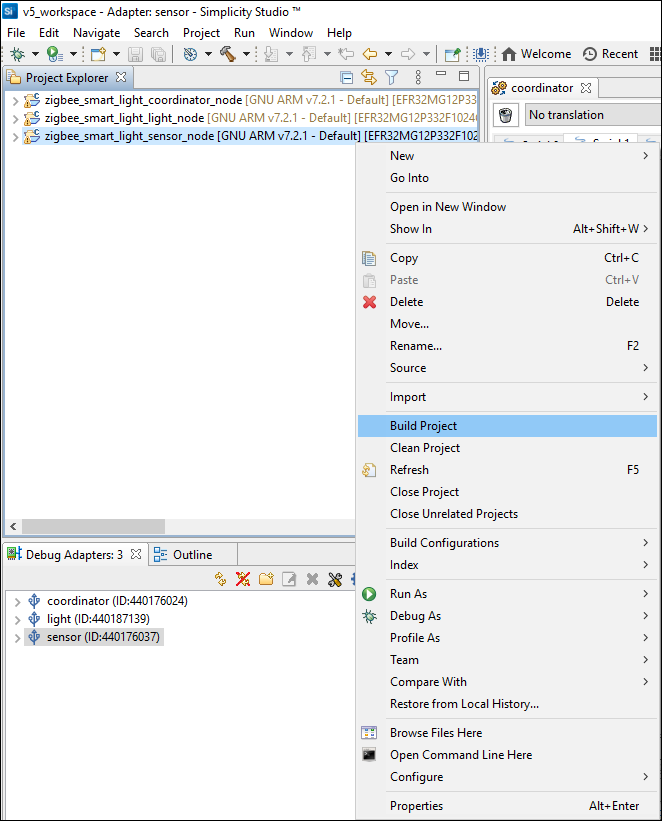 v5_workspace - Adapter: sensor - Simplicity Studio ™
File Edit Navigate Search Project Run Window Help
Welcome Recent
Project Explorer
zigbee_smart_light_coordinator_node [GNU ARM v7.2.1 - Default] [EFR32MG12P33
zigbee_smart_light_light_node [GNU ARM v7.2.1 - Default] [EFR32MG12P332F1024
zigbee_smart_light_sensor_node [GNU ARM v7.2.1 - Default] [EFR32MG12P332F102
coordinator
No translation
New
Go Into
Open in New Window
Show In Alt+Shift+W
Copy Ctrl+C
Paste Ctrl+V
Delete Delete
Move...
Rename... F2
Source
Import
Build Project
Clean Project
Refresh F5
Close Project
Close Unrelated Projects
Build Configurations
Index
Run As
Debug As
Profile As
Team
Compare With
Restore from Local History...
Browse Files Here
Open Command Line Here
Configure
Properties Alt+Enter
Debug Adapters: 3 Outline
coordinator (ID:440176024)
light (ID:440187139)
sensor (ID:440176037)